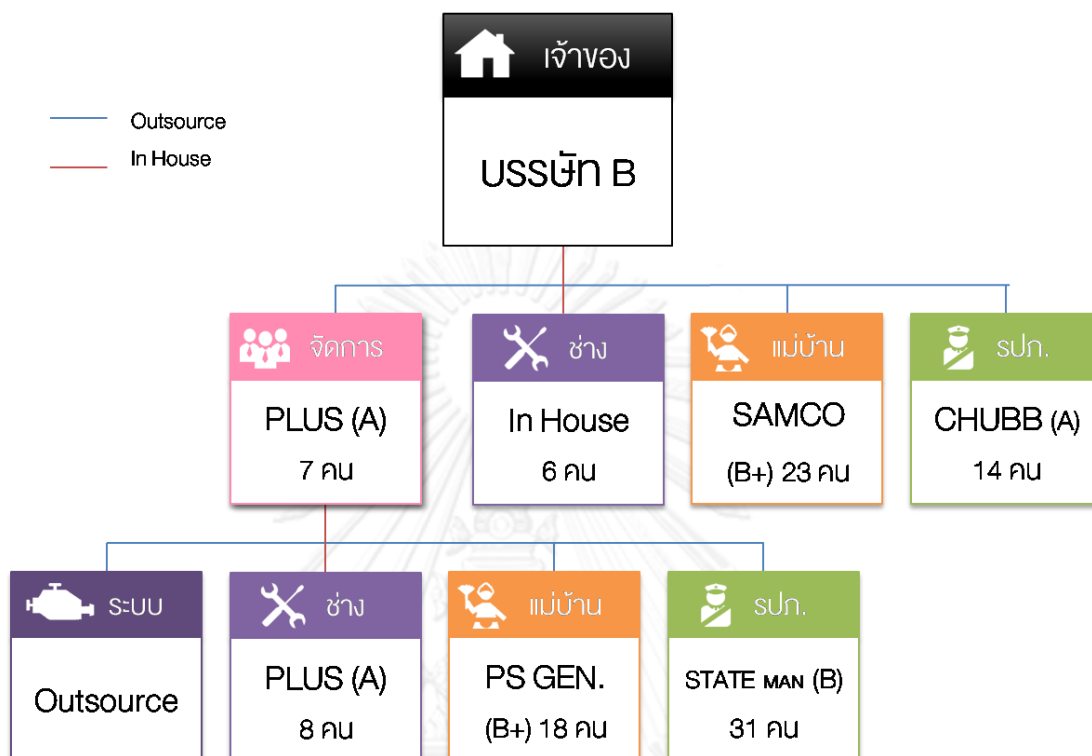 เจ้าของ
Outsource
In House
บรรษัท B
จัดการ
ช่าง
แม่บ้าน
รปภ.
PLUS (A)
7 คน
In House
6 คน
SAMCO
(B+) 23 คน
CHUBB (A)
14 คน
ระบบ
ช่าง
แม่บ้าน
รปภ.
Outsource
PLUS (A)
8 คน
PS GEN.
(B+) 18 คน
STATE MAN (B)
31 คน